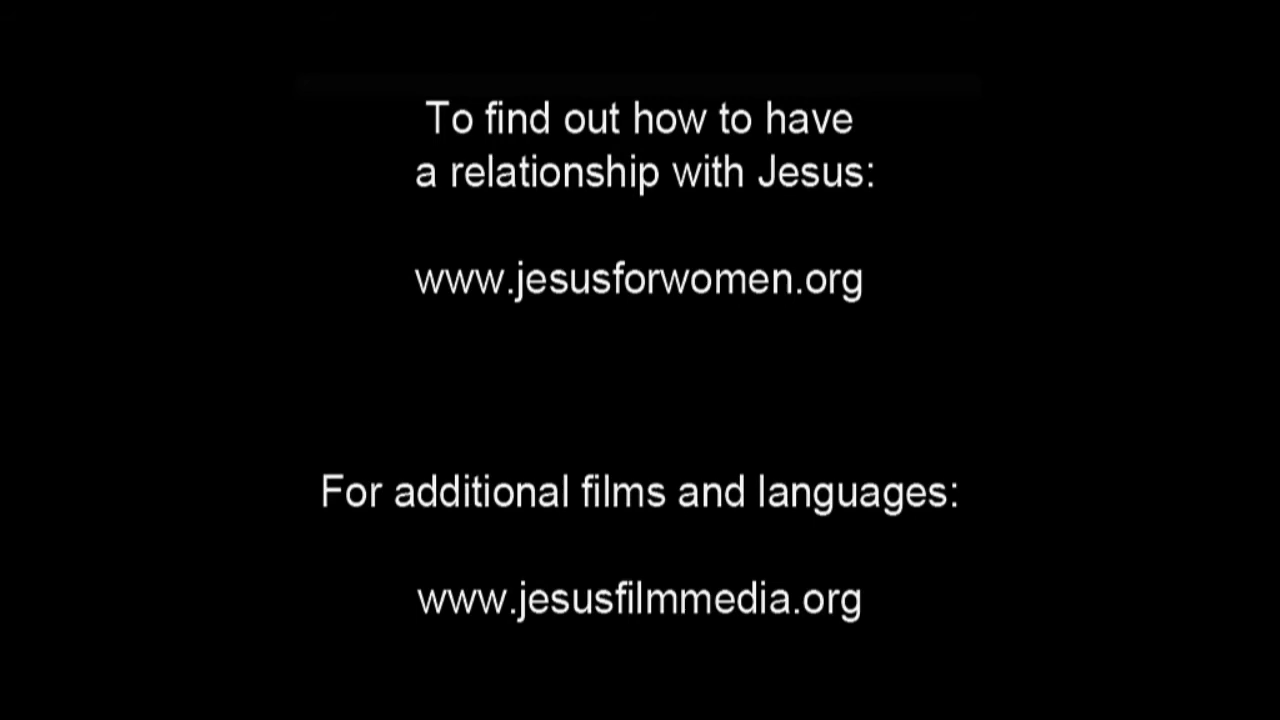 To find out how to have
a relationship with Jesus:
www.jesusforwomen.org
For additional films and languages:
www.jesusfilmmedia.org